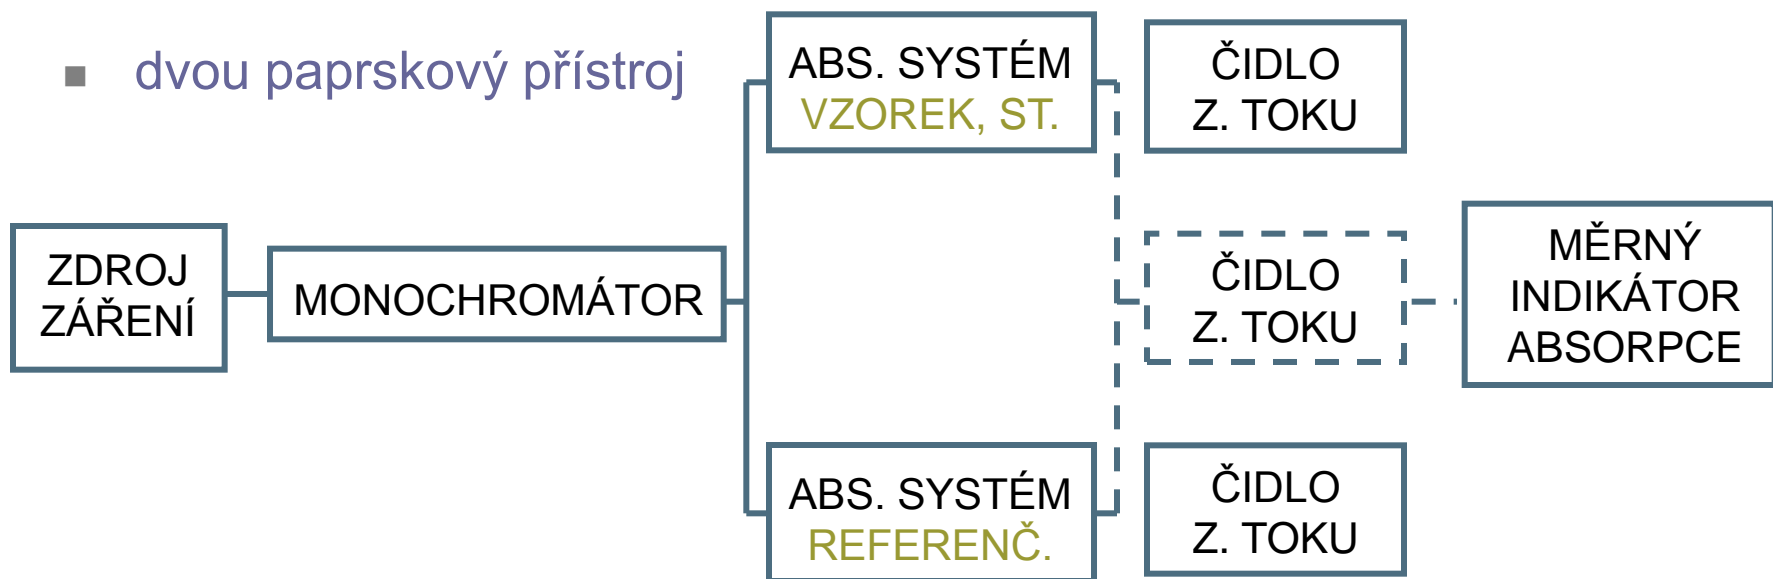 dvou paprskový přístroj
ABS. SYSTÉM
VZOREK, ST.
ČIDLO
Z. TOKU
ZDROJ
ZÁŘENÍ
MONOCHROMÁTOR
ČIDLO
Z. TOKU
MĚRNÝ
INDIKÁTOR
ABSORPCE
ABS. SYSTÉM
REFERENČ.
ČIDLO
Z. TOKU